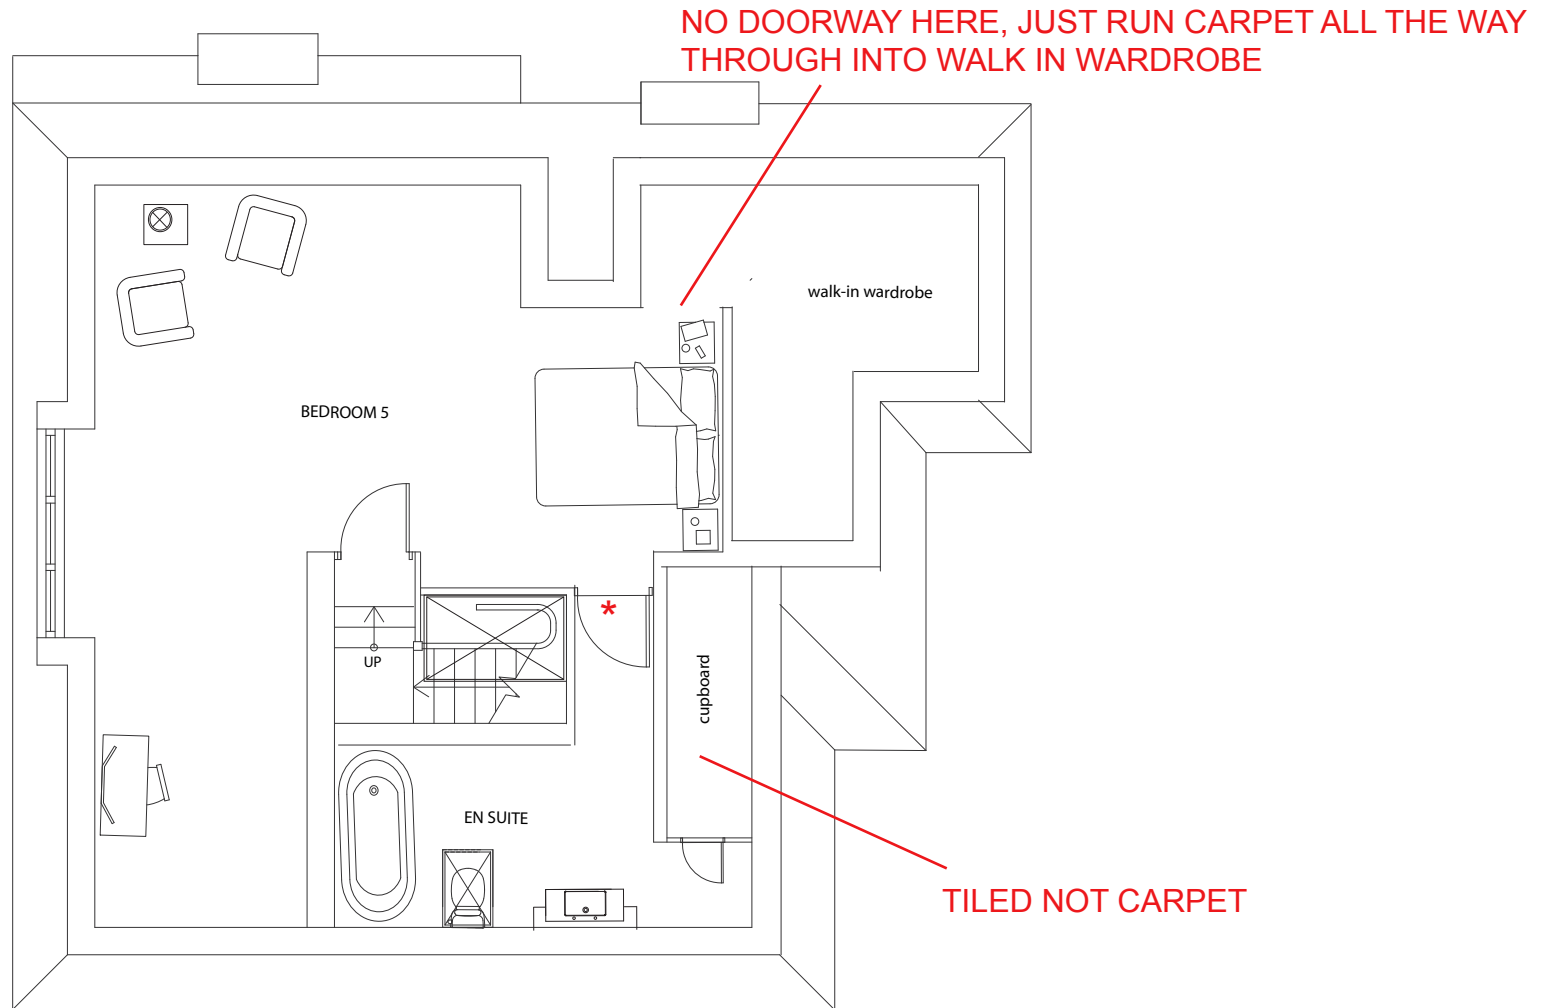 NO DOORWAY HERE, JUST RUN CARPET ALL THE WAY
THROUGH INTO WALK IN WARDROBE
walk-in wardrobe
BEDROOM 5
*
UP
cupboard
EN SUITE
TILED NOT CARPET